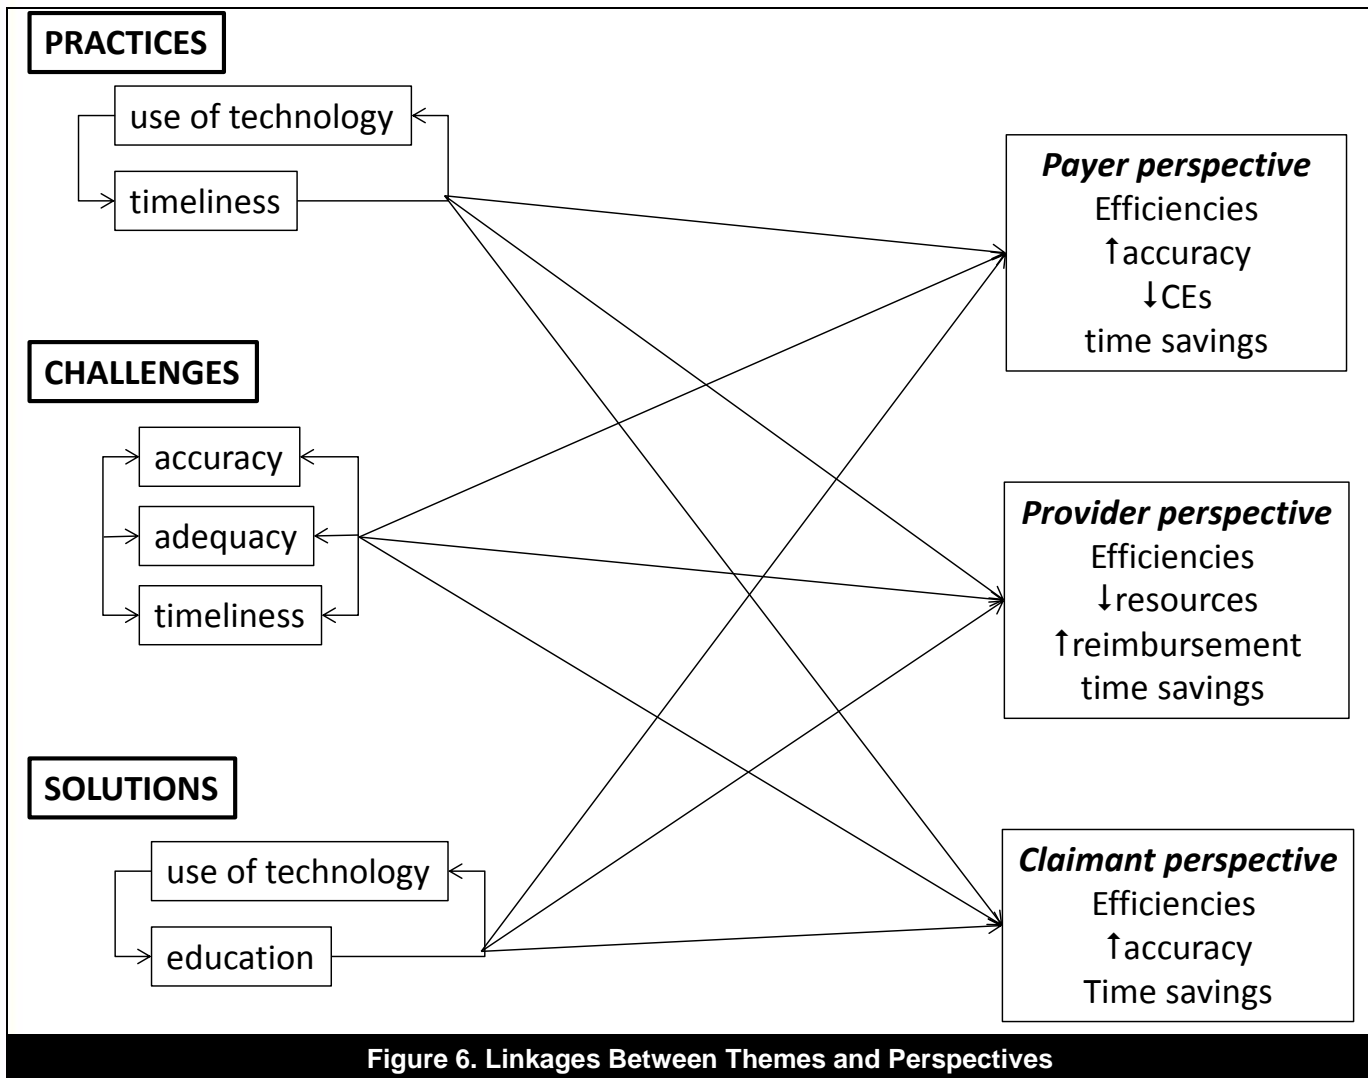 PRACTICES
use of technology
timeliness
CHALLENGES
accuracy
adequacy
timeliness
SOLUTIONS
use of technology
education
Payer perspective
Efficiencies
↑accuracy
↓CEs
time savings
Provider perspective
Efficiencies
↓resources
↑reimbursement
time savings
Claimant perspective
Efficiencies
↑accuracy
Time savings
Figure 6. Linkages Between Themes and Perspectives